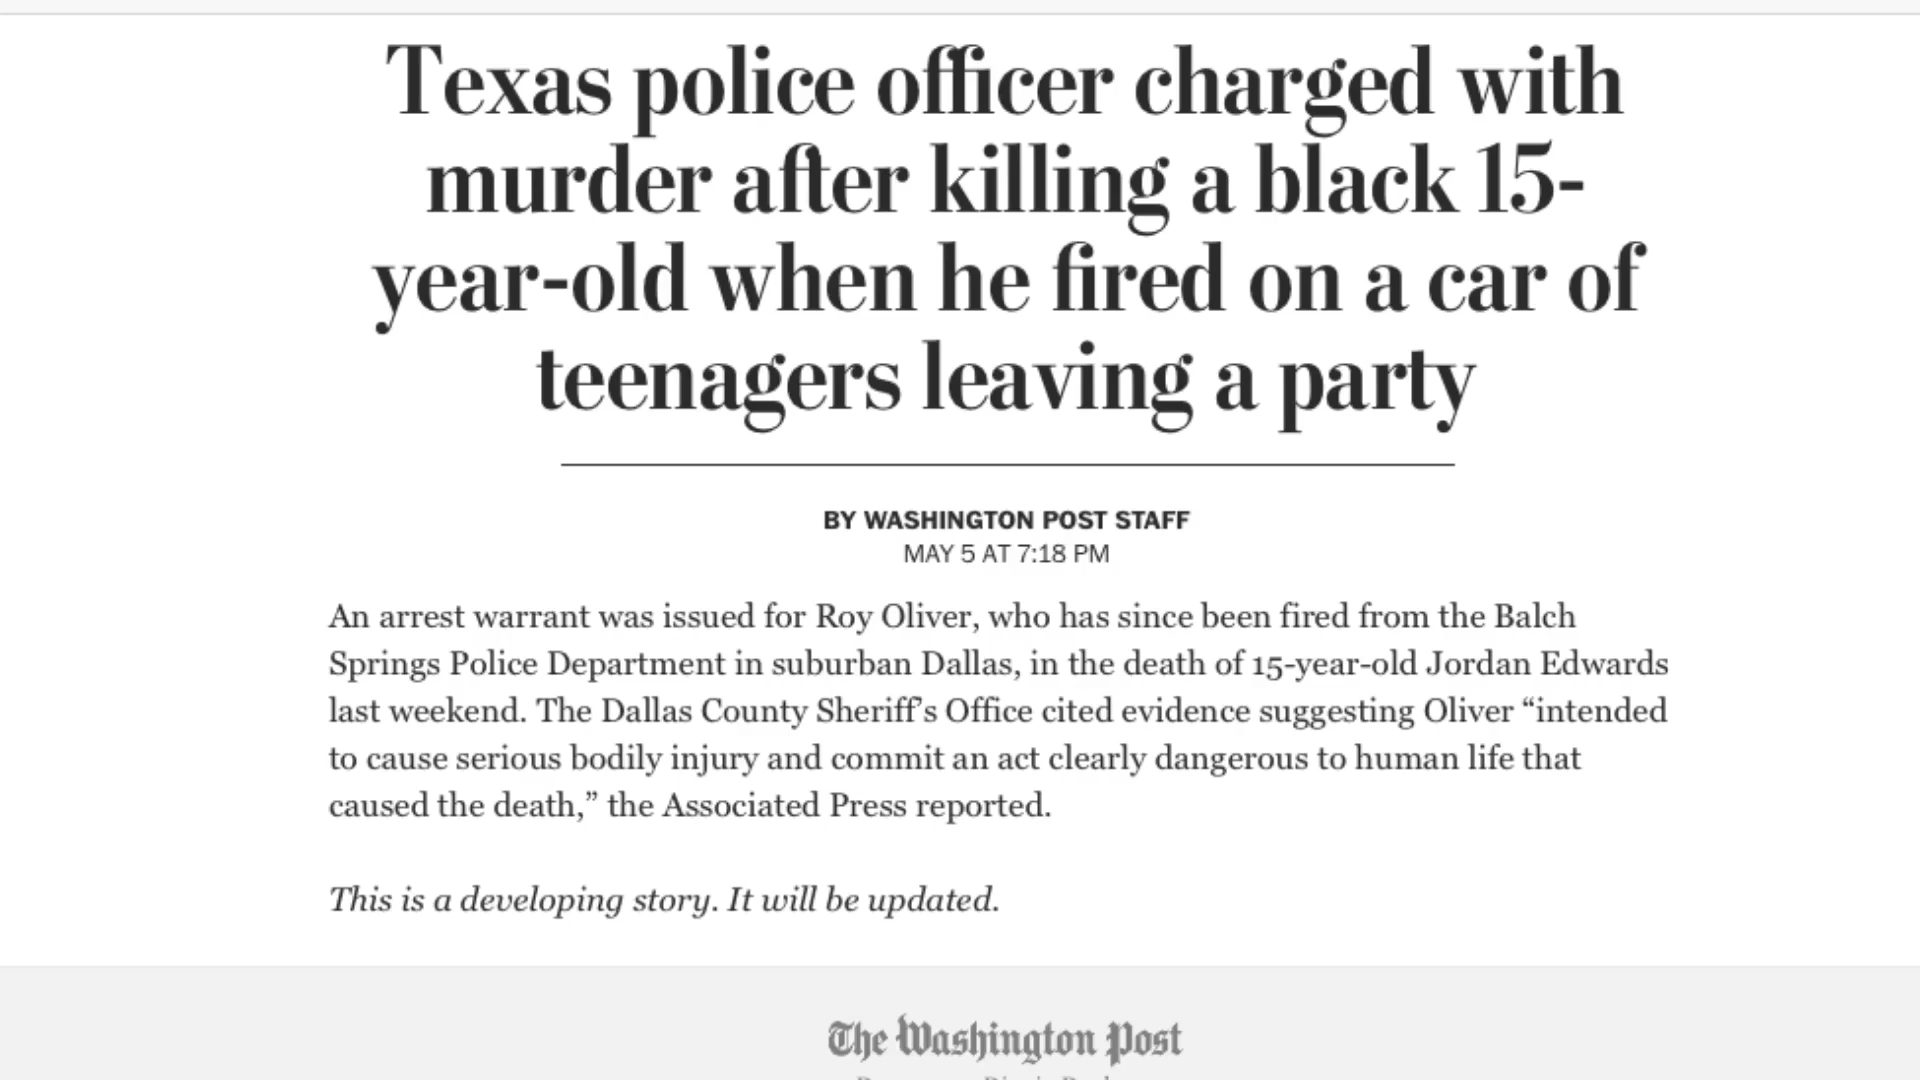 Texas police officer charged with
murder after killing a black 15-
year-old when he fired on a car of
teenagers leaving a party
BY WASHINGTON POST STAFF
MAY 5 AT 7:18 PM
An arrest warrant was issued for Roy Oliver, who has since been fired from the Balch
Springs Police Department in suburban Dallas, in the death of 15-year-old Jordan Edwards
last weekend. The Dallas County Sheriff’s Office cited evidence suggesting Oliver “intended
to cause serious bodily injury and commit an act clearly dangerous to human life that
caused the death,” the Associated Press reported.
This is a developing story. It will be updated.
The Washington Post